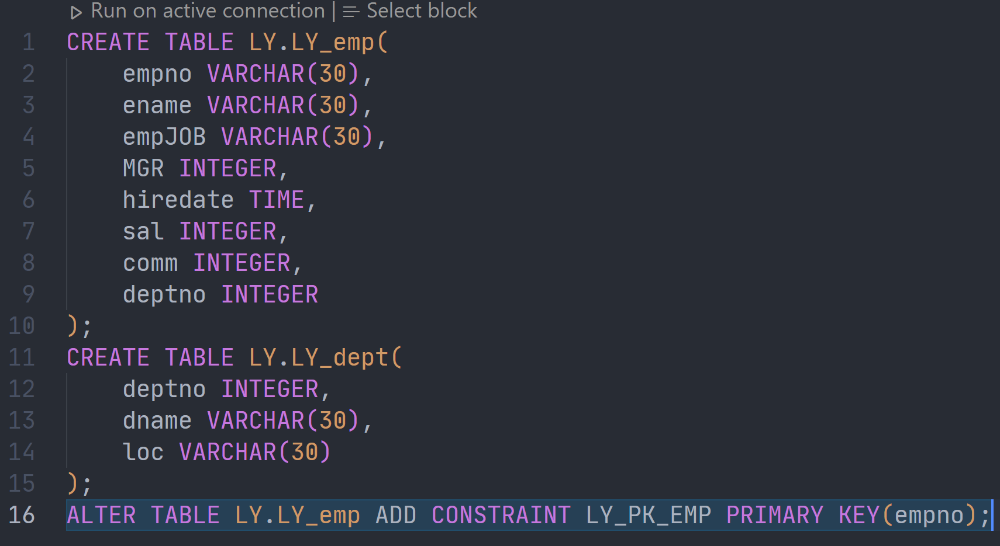 Run on active connection | Select block
1 CREATE TABLE LY.LY_emp(
2 empno VARCHAR(30),
3 ename VARCHAR(30),
4 empJOB VARCHAR(30),
5 MGR INTEGER,
6 hiredate TIME,
7 sal INTEGER,
8 comm INTEGER,
9 deptno INTEGER
10 );
11 CREATE TABLE LY.LY_dept(
12 deptno INTEGER,
13 dname VARCHAR(30),
14 loc VARCHAR(30)
15 );
16 ALTER TABLE LY.LY_emp ADD CONSTRAINT LY_PK_EMP PRIMARY KEY(empno);